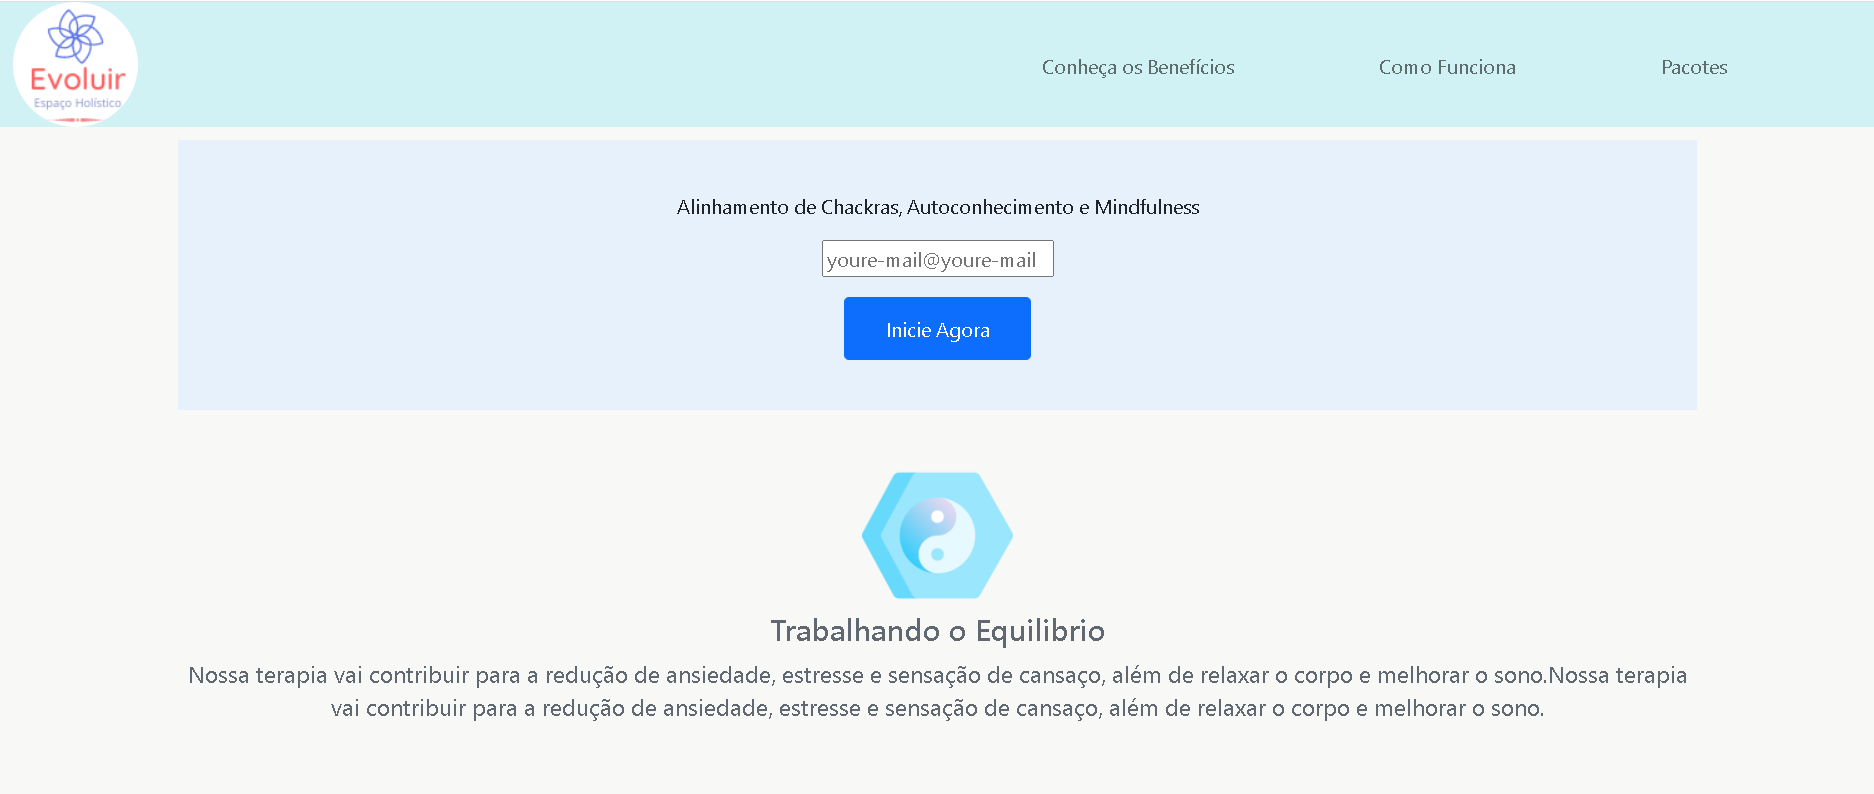 Evoluir
Espaço Holístico
Conheça os Benefícios
Como Funciona
Pacotes
Alinhamento de Chackras, Autoconhecimento e Mindfulness
youre-mail@youre-mail
Inicie Agora
Trabalhando o Equilibrio
Nossa terapia vai contribuir para a redução de ansiedade, estresse e sensação de cansaço, além de relaxar o corpo e melhorar o sono.Nossa terapia
vai contribuir para a redução de ansiedade, estresse e sensação de cansaço, além de relaxar o corpo e melhorar o sono.